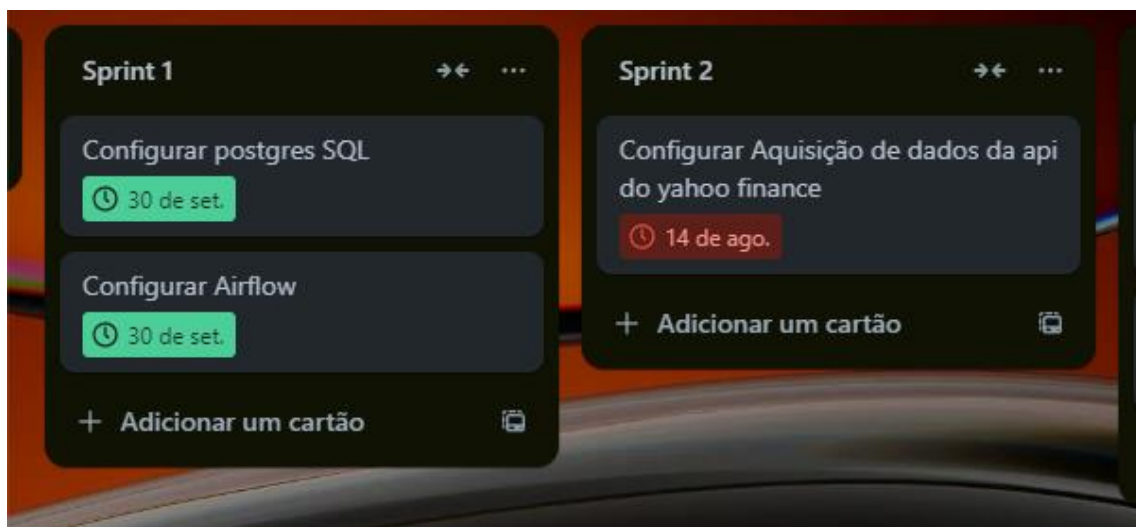 Sprint 1
Configurar postgres SQL
30 de set.
Configurar Airflow
30 de set.
Adicionar um cartão
Sprint 2
Configurar Aquisição de dados da api
do yahoo finance
14 de ago.
Adicionar um cartão